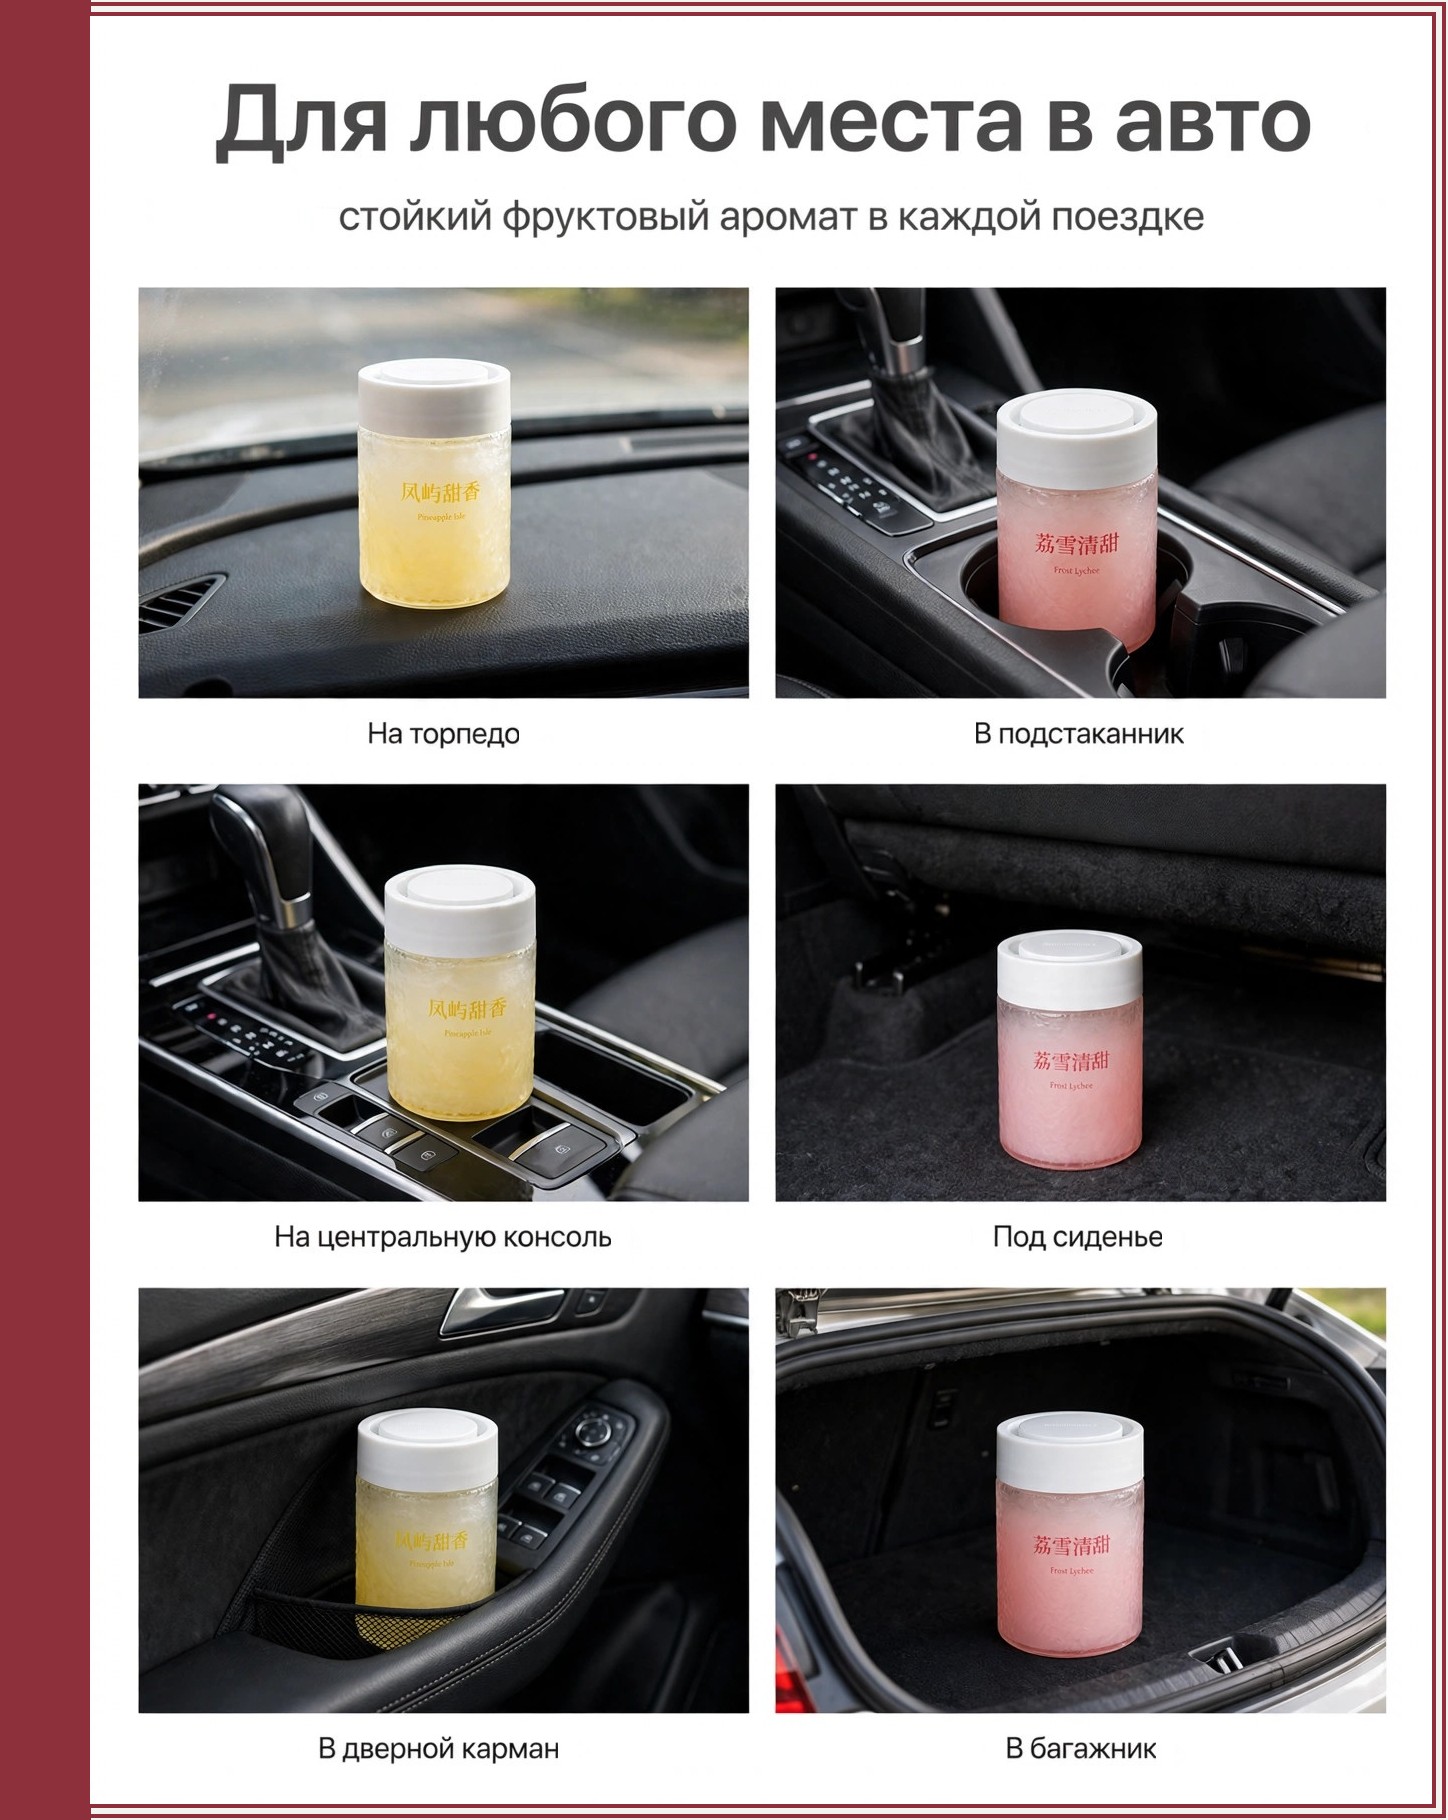 Для любого места в авто
стойкий фруктовый аромат в каждой поездке
凤屿甜香
Pineapple Isle
荔雪清甜
Frost Lychee
На торпедо
В подстаканник
凤屿甜香
Pineapple Isle
荔雪清甜
Frost Lychee
На центральную консоль
Под сиденье
凤屿甜香
Pineapple Isle
荔雪清甜
Frost Lychee
В дверной карман
В багажник